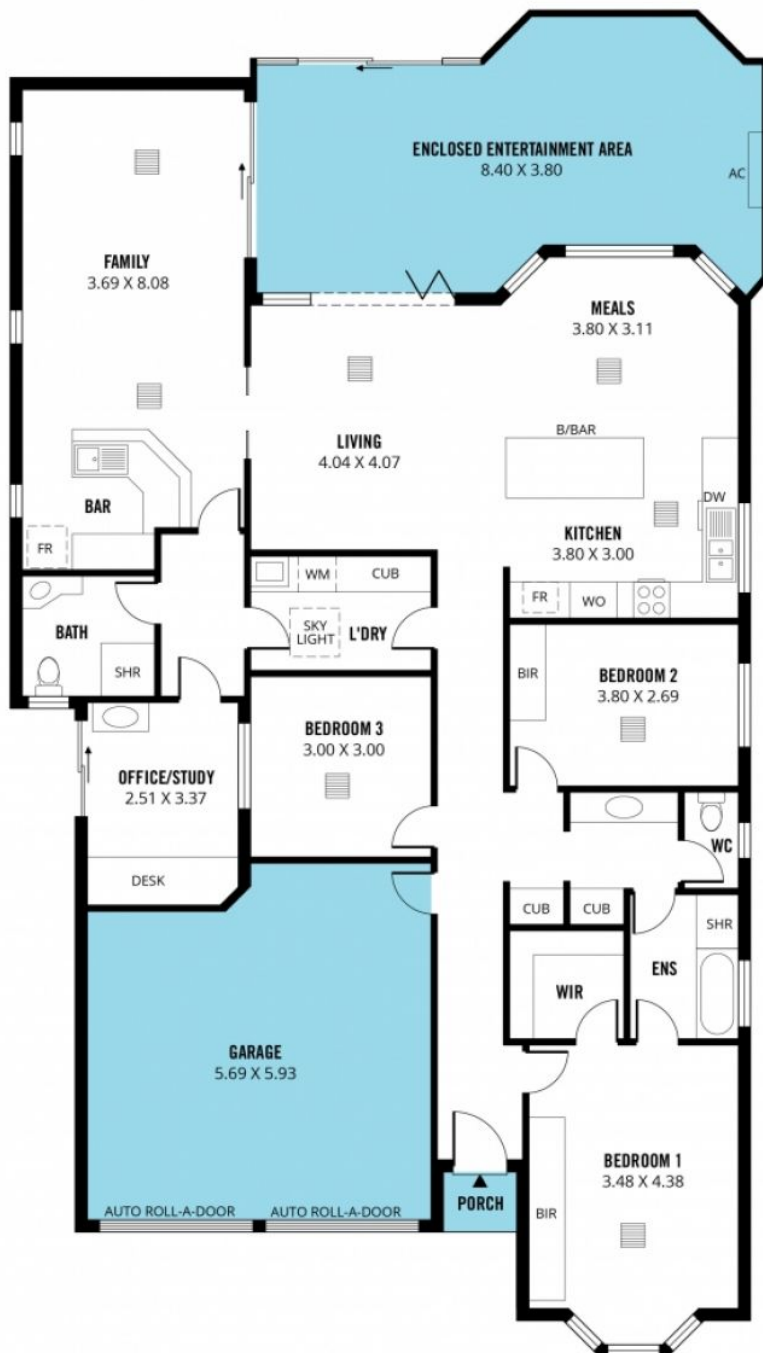 ENCLOSED ENTERTAINMENT AREA
8.40 X 3.80
AC
FAMILY
3.69 X 8.08
MEALS
3.80 X 3.11
LIVING
4.04 X 4.07
B/BAR
BAR
FR
DW
KITCHEN
3.80 X 3.00
FR
WO
WM
CUB
SKY
LIGHT
L'DRY
BATH
SHR
BIR
BEDROOM 2
3.80 X 2.69
BEDROOM 3
3.00 X 3.00
OFFICE/STUDY
2.51 X 3.37
DESK
WC
CUB
CUB
SHR
ENS
WIR
GARAGE
5.69 X 5.93
AUTO ROLL-A-DOOR
AUTO ROLL-A-DOOR
PORCH
BEDROOM 1
3.48 X 4.38
BIR